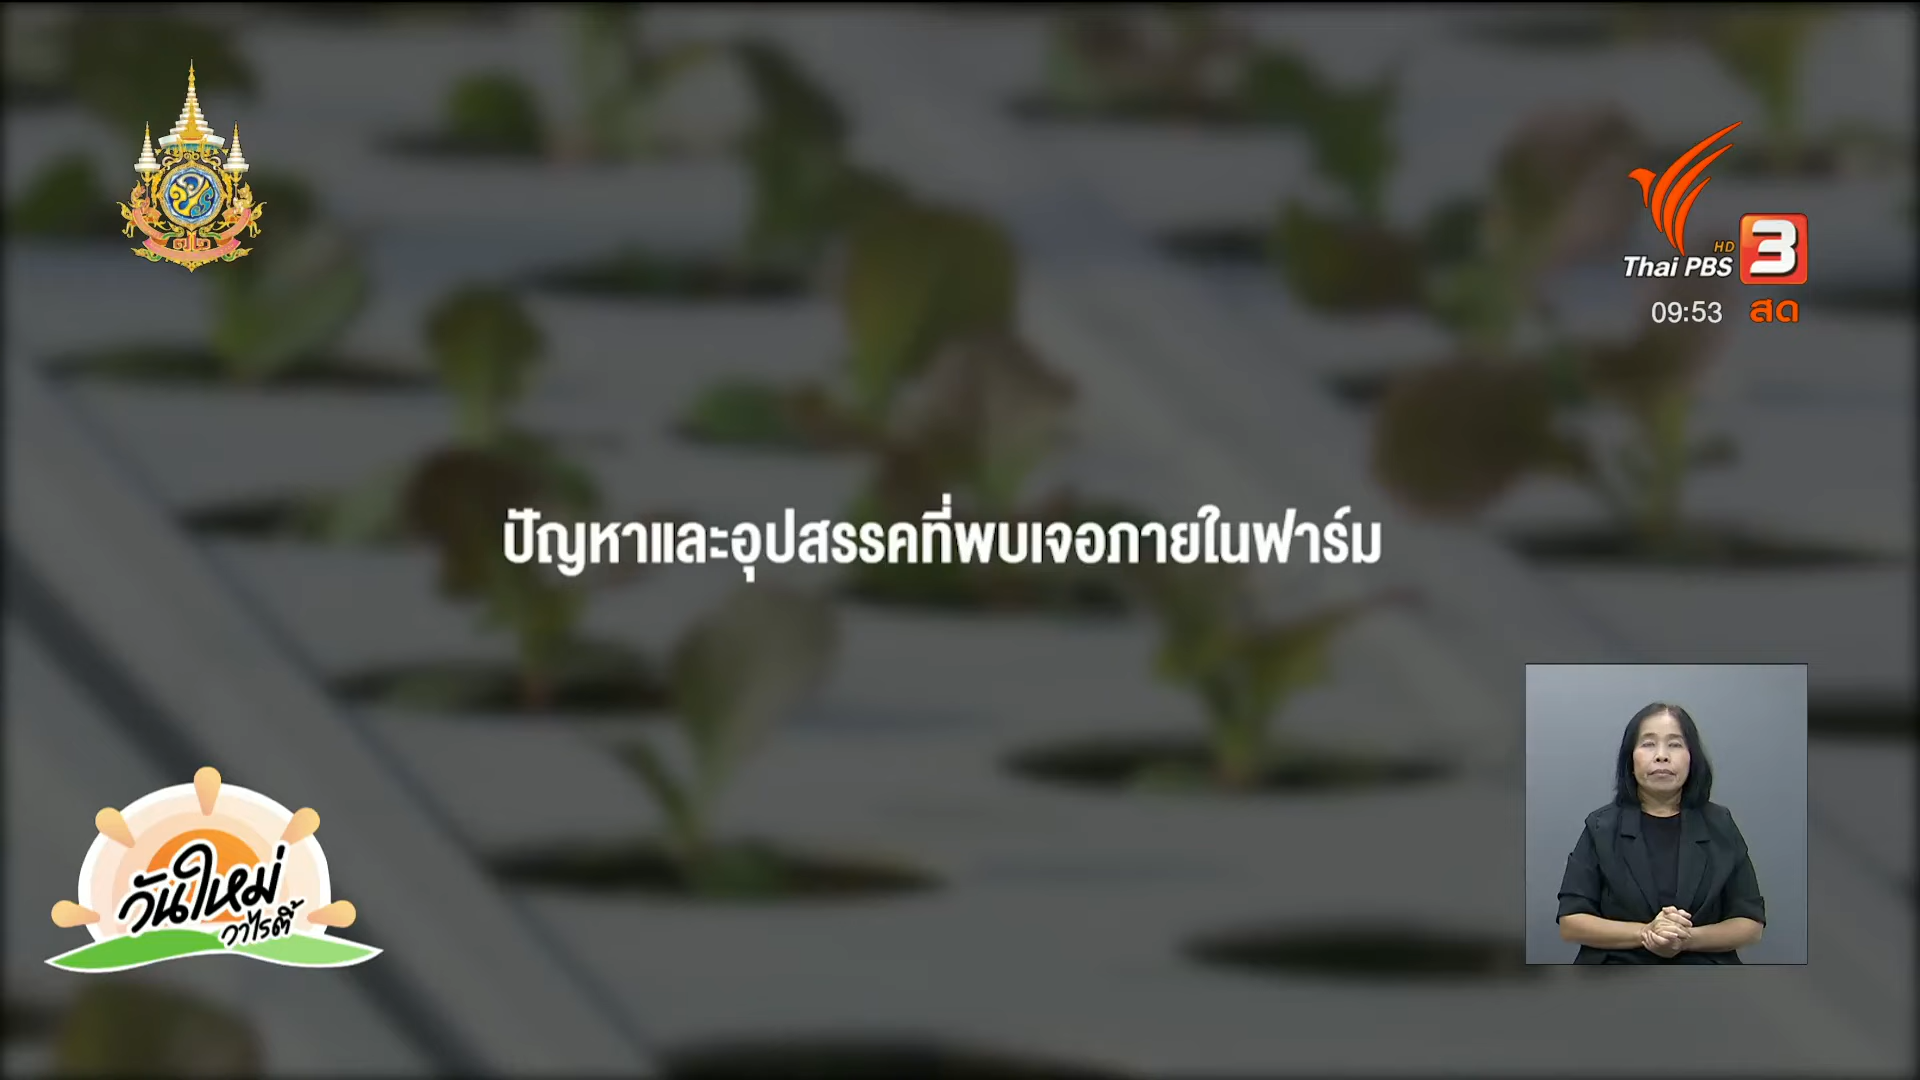 ๗๒
HD
Thai PBS 3
09:53 สด
ปัญหาและอุปสรรคที่พบเจอภายในฟาร์ม
วันใหม่
วาไรตี้